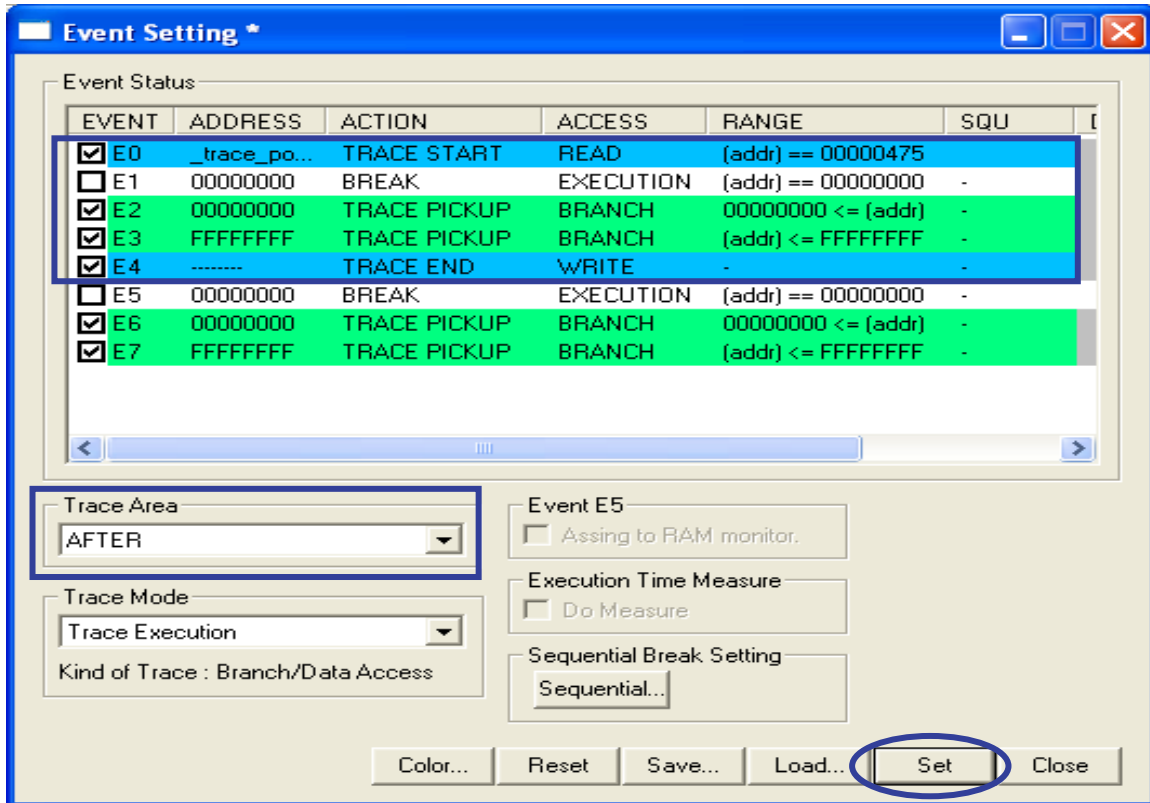 Event Setting *
Event Status
EVENT ADDRESS ACTION ACCESS RANGE SQU
E0 _trace_po... TRACE START READ (addr) == 00000475
E1 00000000 BREAK EXECUTION (addr) == 00000000 -
E2 00000000 TRACE PICKUP BRANCH 00000000 <= (addr) -
E3 FFFFFFFF TRACE PICKUP BRANCH (addr) <= FFFFFFFF -
E4 -------- TRACE END WRITE - -
E5 00000000 BREAK EXECUTION (addr) == 00000000 -
E6 00000000 TRACE PICKUP BRANCH 00000000 <= (addr) -
E7 FFFFFFFF TRACE PICKUP BRANCH (addr) <= FFFFFFFF -
Trace Area
AFTER
Event E5
Assing to RAM monitor.
Trace Mode
Trace Execution
Kind of Trace : Branch/Data Access
Execution Time Measure
Do Measure
Sequential Break Setting
Sequential...
Color... Reset Save... Load... Set Close